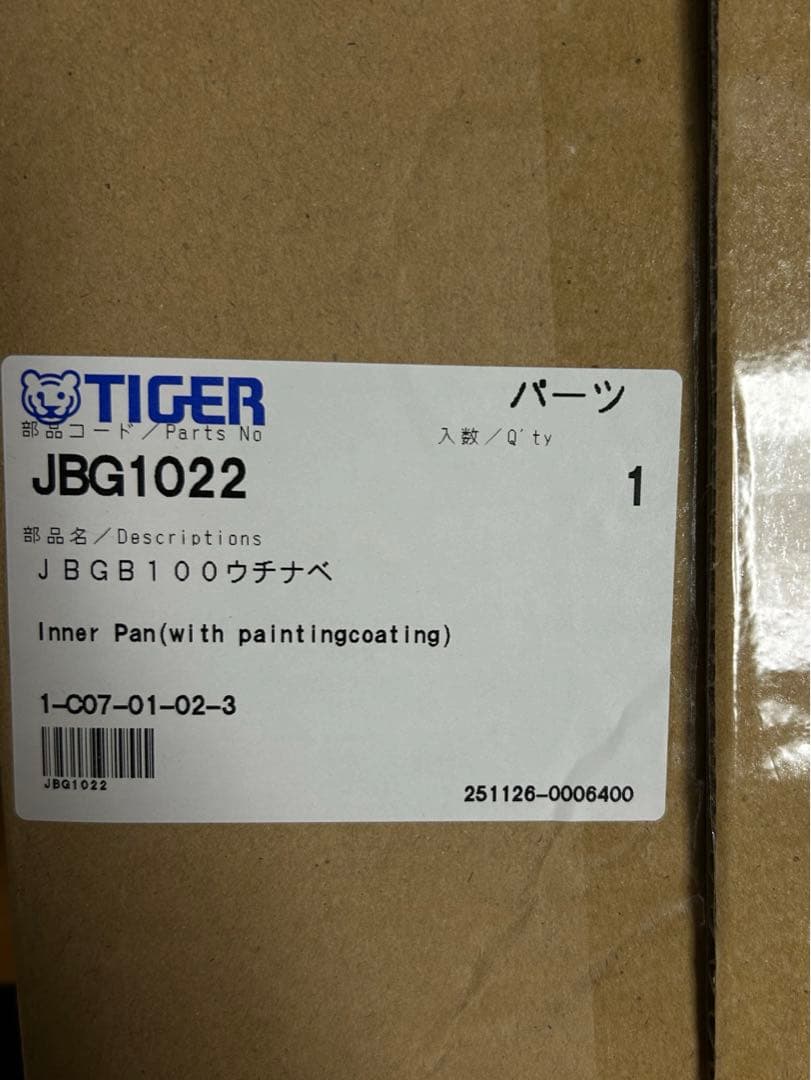 TIGER
パーツ
部品コード／Parts No
入数／Q'ty
JBG1022
1
部品名／Descriptions
ＪＢＧＢ１００ウチナベ
Inner Pan(with paintingcoating)
1-C07-01-02-3
JBG1022
251126-0006400